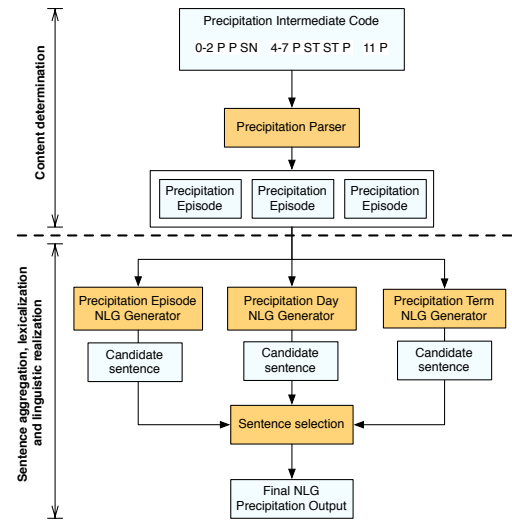 Precipitation Intermediate Code
0-2 P P SN 4-7 P ST ST P 11 P
Content determination
Precipitation Parser
Precipitation
Episode
Precipitation
Episode
Precipitation
Episode
Sentence aggregation, lexicalization
and linguistic realization
Precipitation Episode
NLG Generator
Precipitation Day
NLG Generator
Precipitation Term
NLG Generator
Candidate
sentence
Candidate
sentence
Candidate
sentence
Sentence selection
Final NLG
Precipitation Output